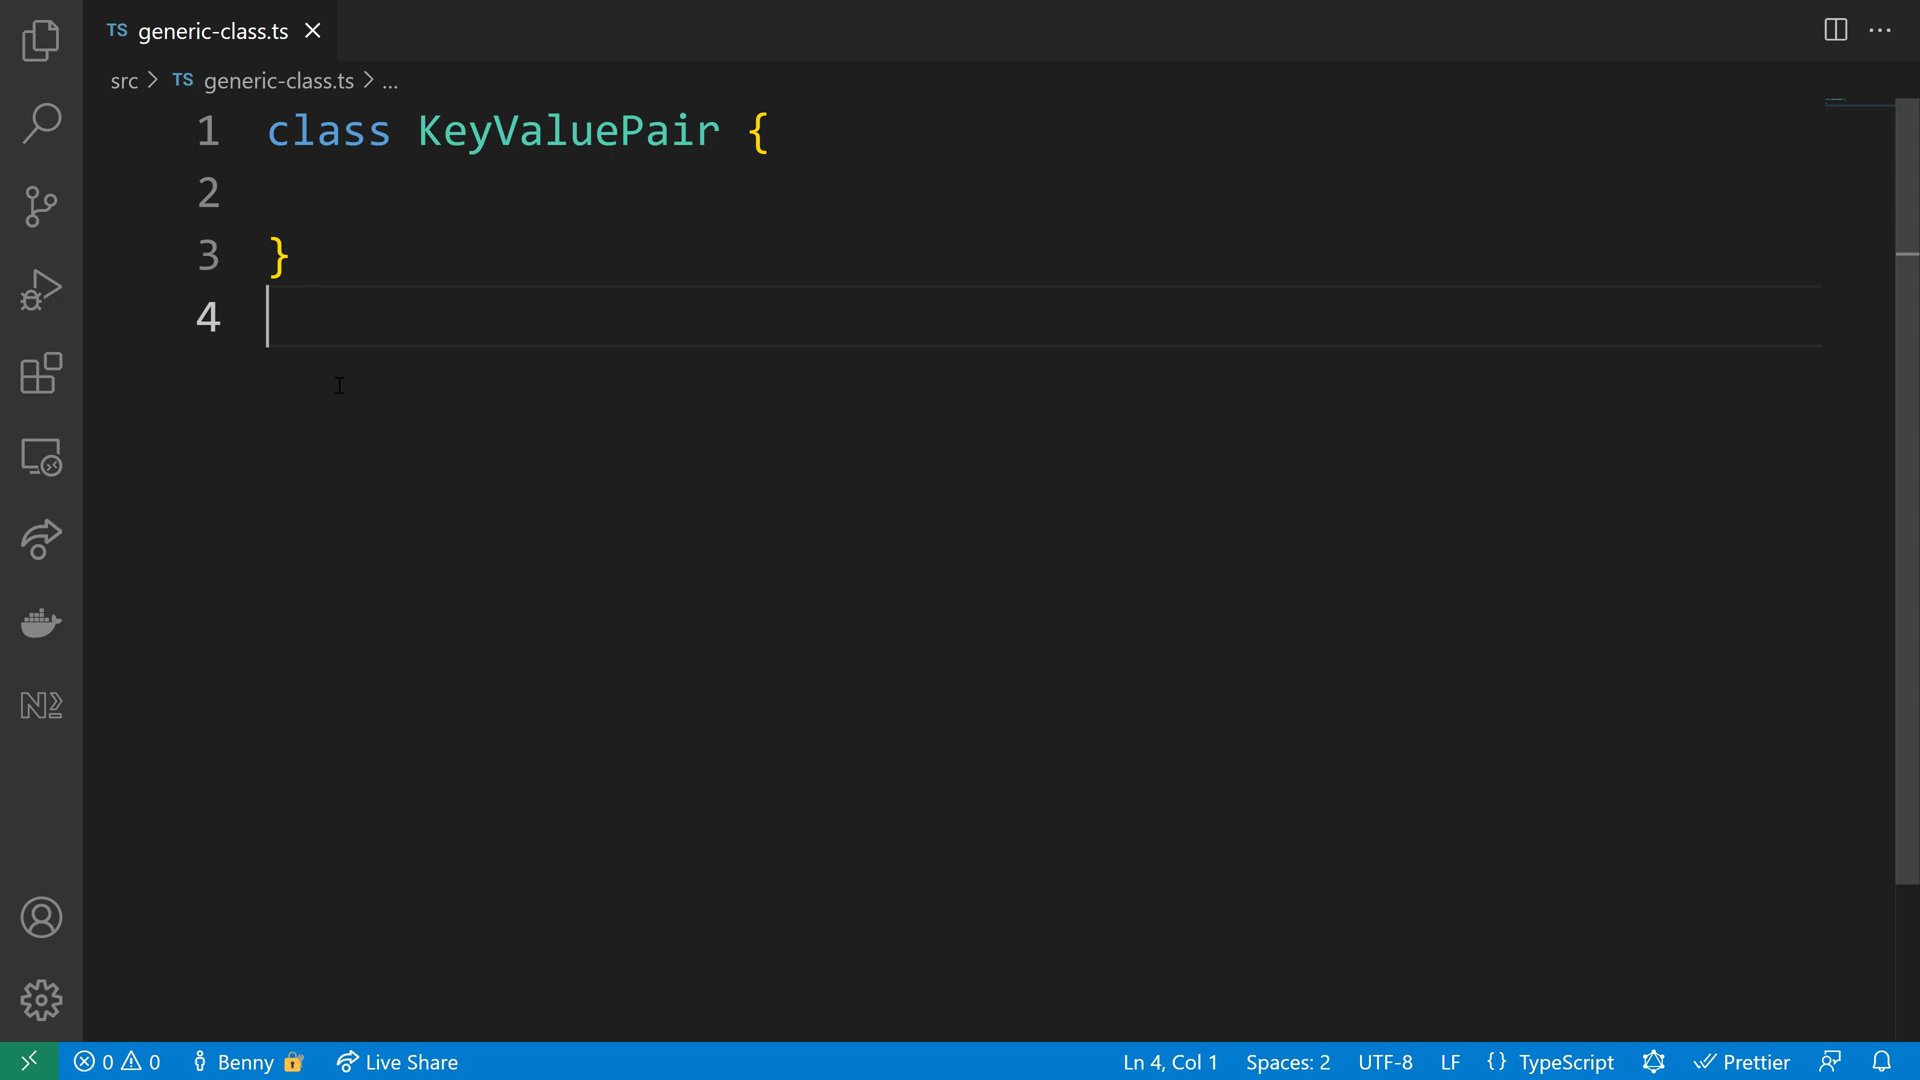 TS generic-class.ts
src > TS generic-class.ts > ...
1 class KeyValuePair {
2
3 }
4
0 0 Benny Live Share Ln 4, Col 1 Spaces: 2 UTF-8 LF {} TypeScript Prettier